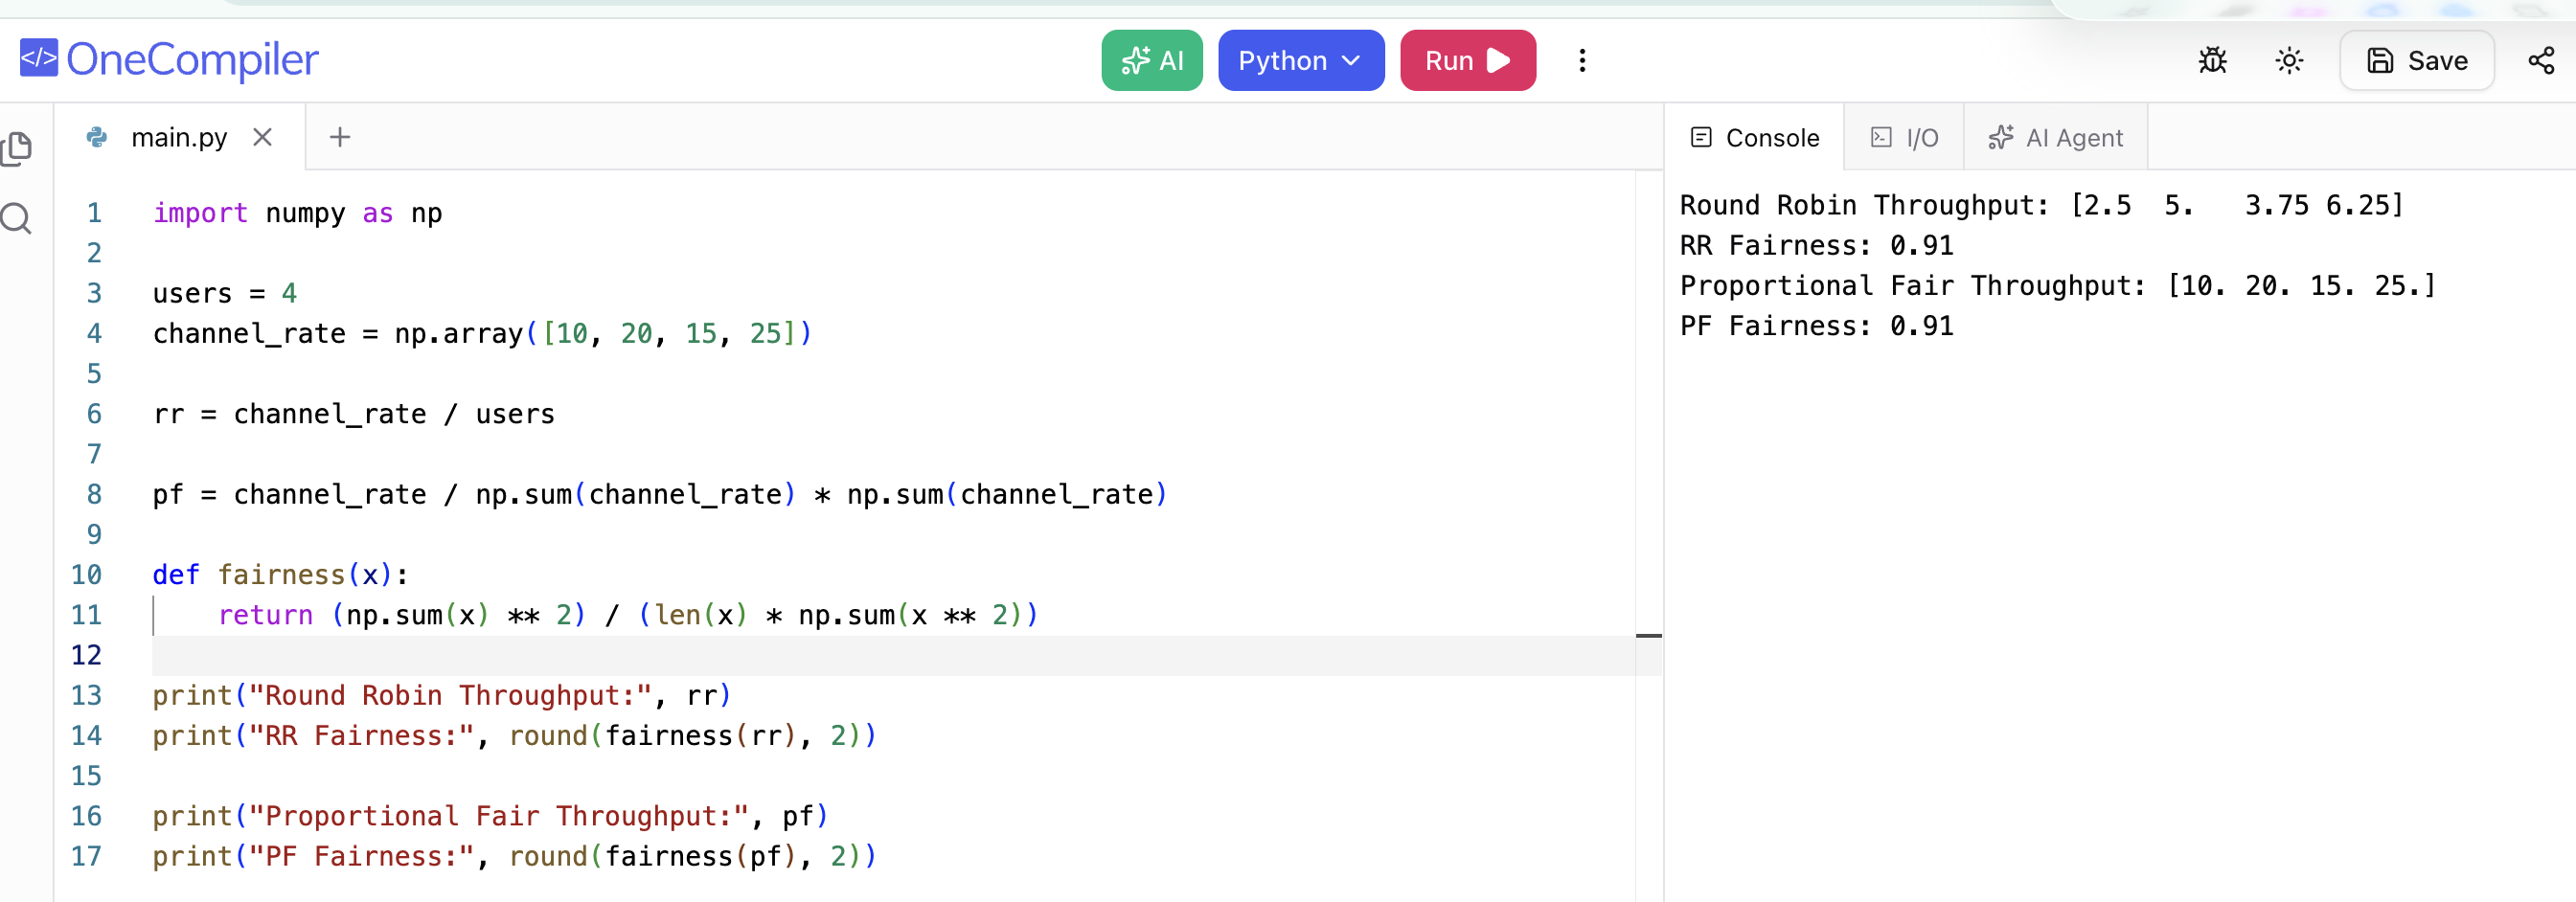 </> OneCompiler
AI
Python
Run
Save
main.py
Console
I/O
AI Agent
1 import numpy as np
2
3 users = 4
4 channel_rate = np.array([10, 20, 15, 25])
5
6 rr = channel_rate / users
7
8 pf = channel_rate / np.sum(channel_rate) * np.sum(channel_rate)
9
10 def fairness(x):
11     return (np.sum(x) ** 2) / (len(x) * np.sum(x ** 2))
12
13 print("Round Robin Throughput:", rr)
14 print("RR Fairness:", round(fairness(rr), 2))
15
16 print("Proportional Fair Throughput:", pf)
17 print("PF Fairness:", round(fairness(pf), 2))
Round Robin Throughput: [2.5  5.   3.75 6.25]
RR Fairness: 0.91
Proportional Fair Throughput: [10. 20. 15. 25.]
PF Fairness: 0.91